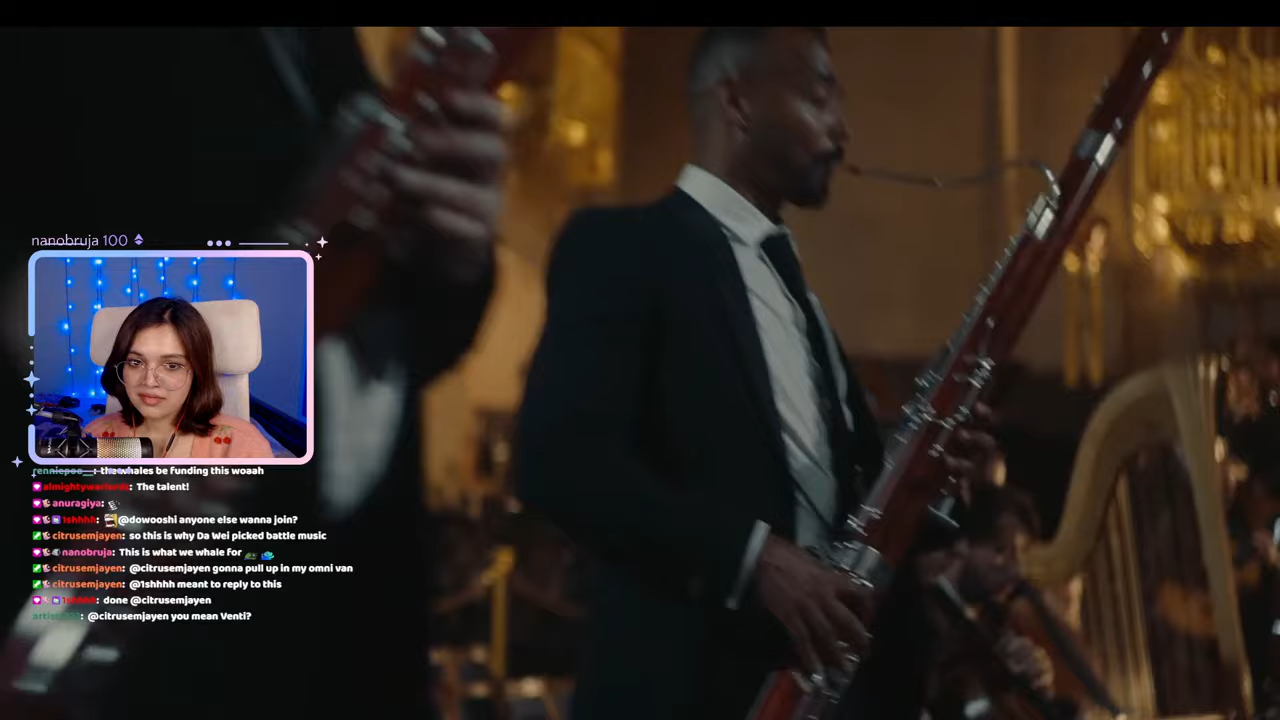 nanobruja 100
: the whales be funding this woaah
: The talent!
anuragiya:
1shhhh: @dowooshi anyone else wanna join?
citrusemjayen: so this is why Da Wei picked battle music
nanobruja: This is what we whale for
citrusemjayen: @citrusemjayen gonna pull up in my omni van
citrusemjayen: @1shhhh meant to reply to this
1shhhh: done @citrusemjayen
: @citrusemjayen you mean Venti?